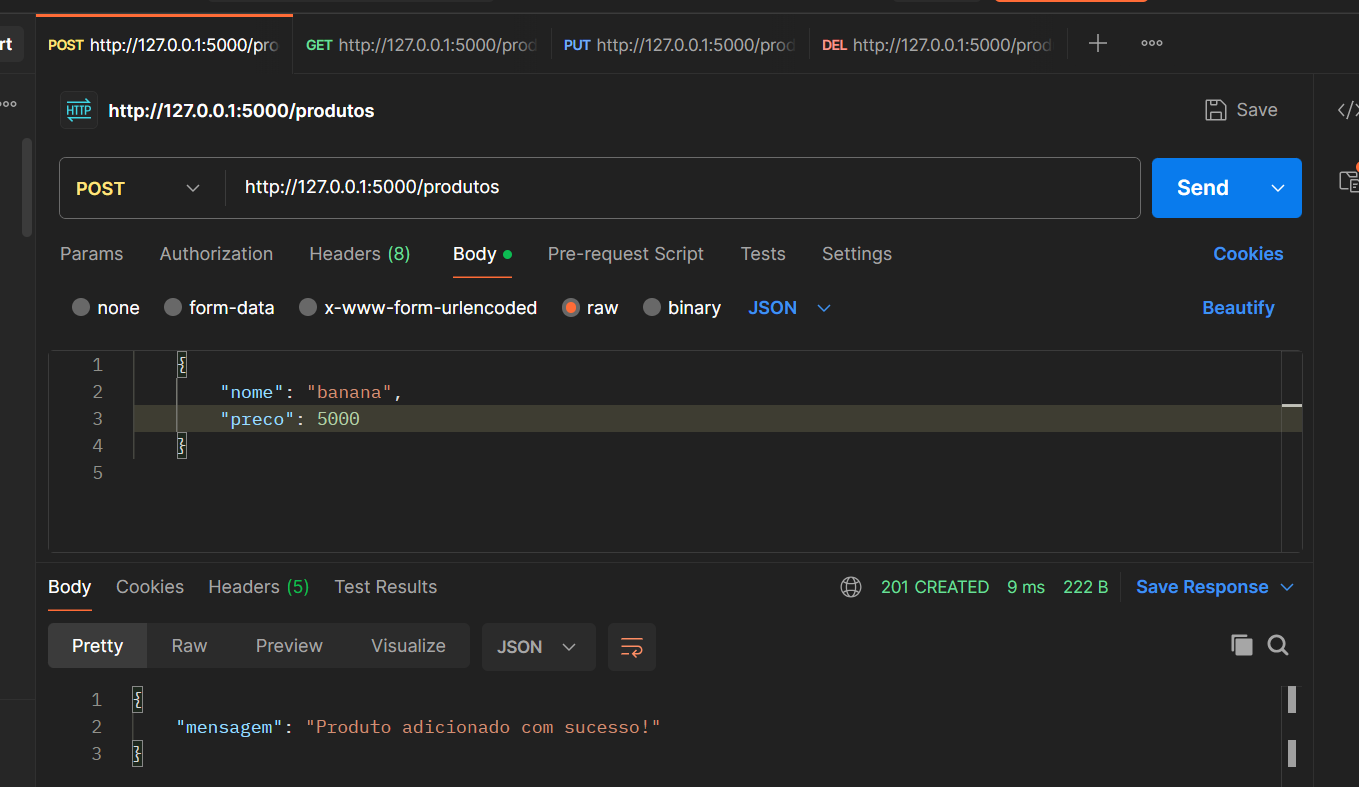 rt
POST http://127.0.0.1:5000/pro GET http://127.0.0.1:5000/prod PUT http://127.0.0.1:5000/prod DEL http://127.0.0.1:5000/prod
HTTP http://127.0.0.1:5000/produtos Save
POST http://127.0.0.1:5000/produtos Send
Params Authorization Headers (8) Body Pre-request Script Tests Settings Cookies
none form-data x-www-form-urlencoded raw binary JSON Beautify
1 {
2 "nome": "banana",
3 "preco": 5000
4 }
5
Body Cookies Headers (5) Test Results 201 CREATED 9 ms 222 B Save Response
Pretty Raw Preview Visualize JSON
1 {
2 "mensagem": "Produto adicionado com sucesso!"
3 }